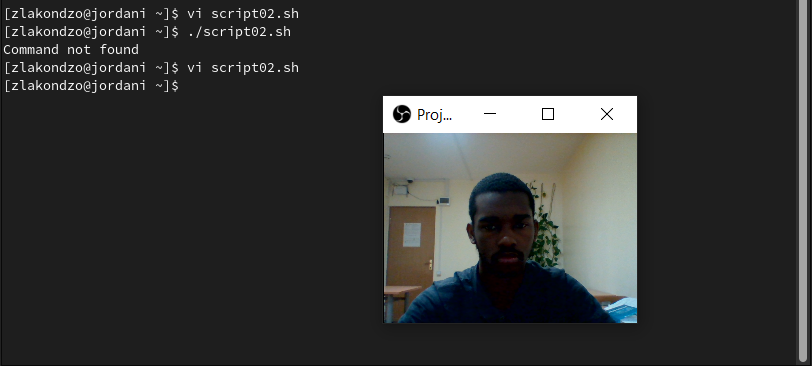 [zlakondzo@jordani ~]$ vi script02.sh
[zlakondzo@jordani ~]$ ./script02.sh
Command not found
[zlakondzo@jordani ~]$ vi script02.sh
[zlakondzo@jordani ~]$
Proj...